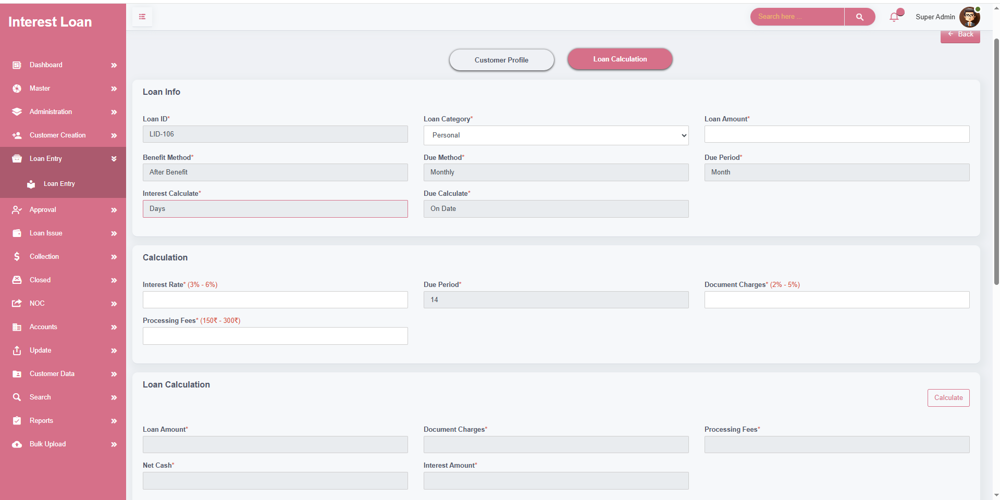 Interest Loan
Search here ...
Super Admin
Back
Dashboard
Master
Administration
Customer Creation
Loan Entry
Loan Entry
Approval
Loan Issue
Collection
Closed
NOC
Accounts
Update
Customer Data
Search
Reports
Bulk Upload
Customer Profile
Loan Calculation
Loan Info
Loan ID* Loan Category* Loan Amount*
LID-106 Personal
Benefit Method* Due Method* Due Period*
After Benefit Monthly Month
Interest Calculate* Due Calculate*
Days On Date
Calculation
Interest Rate* (3% - 6%) Due Period* Document Charges* (2% - 5%)
14
Processing Fees* (150₹ - 300₹)
Loan Calculation
Calculate
Loan Amount* Document Charges* Processing Fees*
Net Cash* Interest Amount*